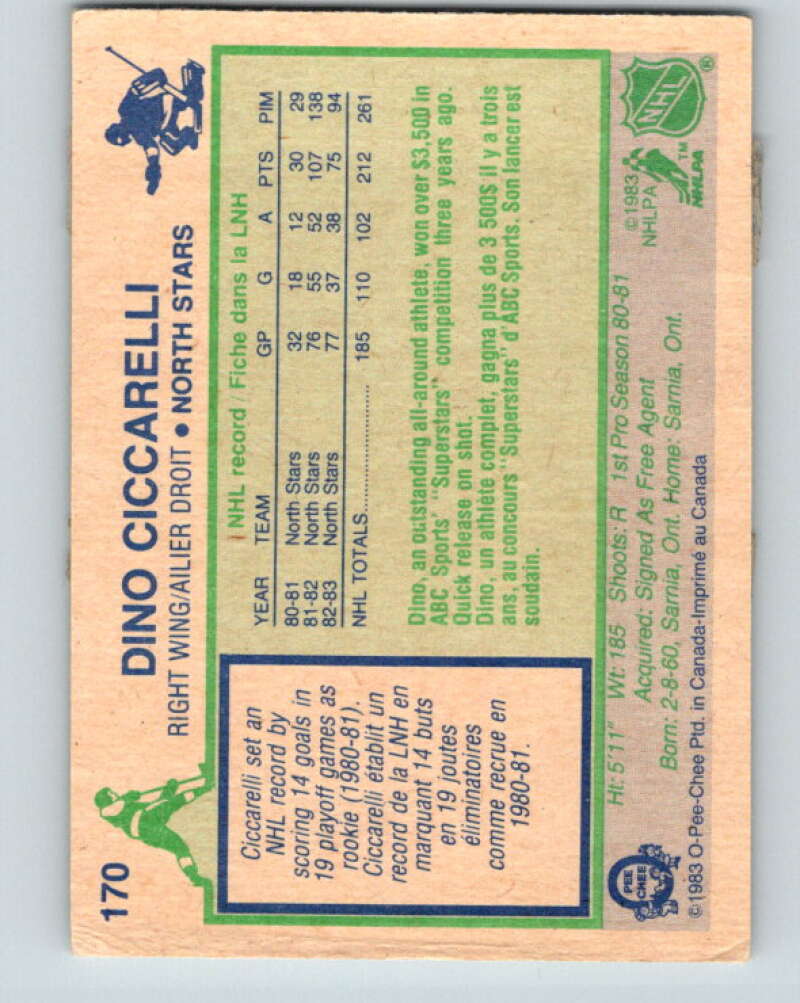 170
DINO CICCARELLI
RIGHT WING/AILIER DROIT • NORTH STARS
Ciccarelli set an
NHL record by
scoring 14 goals in
19 playoff games as
rookie (1980-81).
Ciccarelli établit un
record de la LNH en
marquant 14 buts
en 19 joutes
éliminatoires
comme recrue en
1980-81.
NHL record / Fiche dans la LNH
YEAR TEAM GP G A PTS PIM
80-81 North Stars 32 18 12 30 29
81-82 North Stars 76 55 52 107 138
82-83 North Stars 77 37 38 75 94
NHL TOTALS................... 185 110 102 212 261
Dino, an outstanding all-around athlete, won over $3,500 in
ABC Sports' "Superstars" competition three years ago.
Quick release on shot.
Dino, un athlete complet, gagna plus de 3 500$ il y a trois
ans, au concours "Superstars" d'ABC Sports. Son lancer est
soudain.
Ht: 5'11" Wt: 185 Shoots: R 1st Pro Season 80-81
Acquired: Signed As Free Agent
Born: 2-8-60, Sarnia, Ont. Home: Sarnia, Ont.
©1983 O-Pee-Chee Ptd. in Canada-Imprimé au Canada
O
PEE
CHEE
©1983
NHLPA
NHLPA
TM
NHL
®